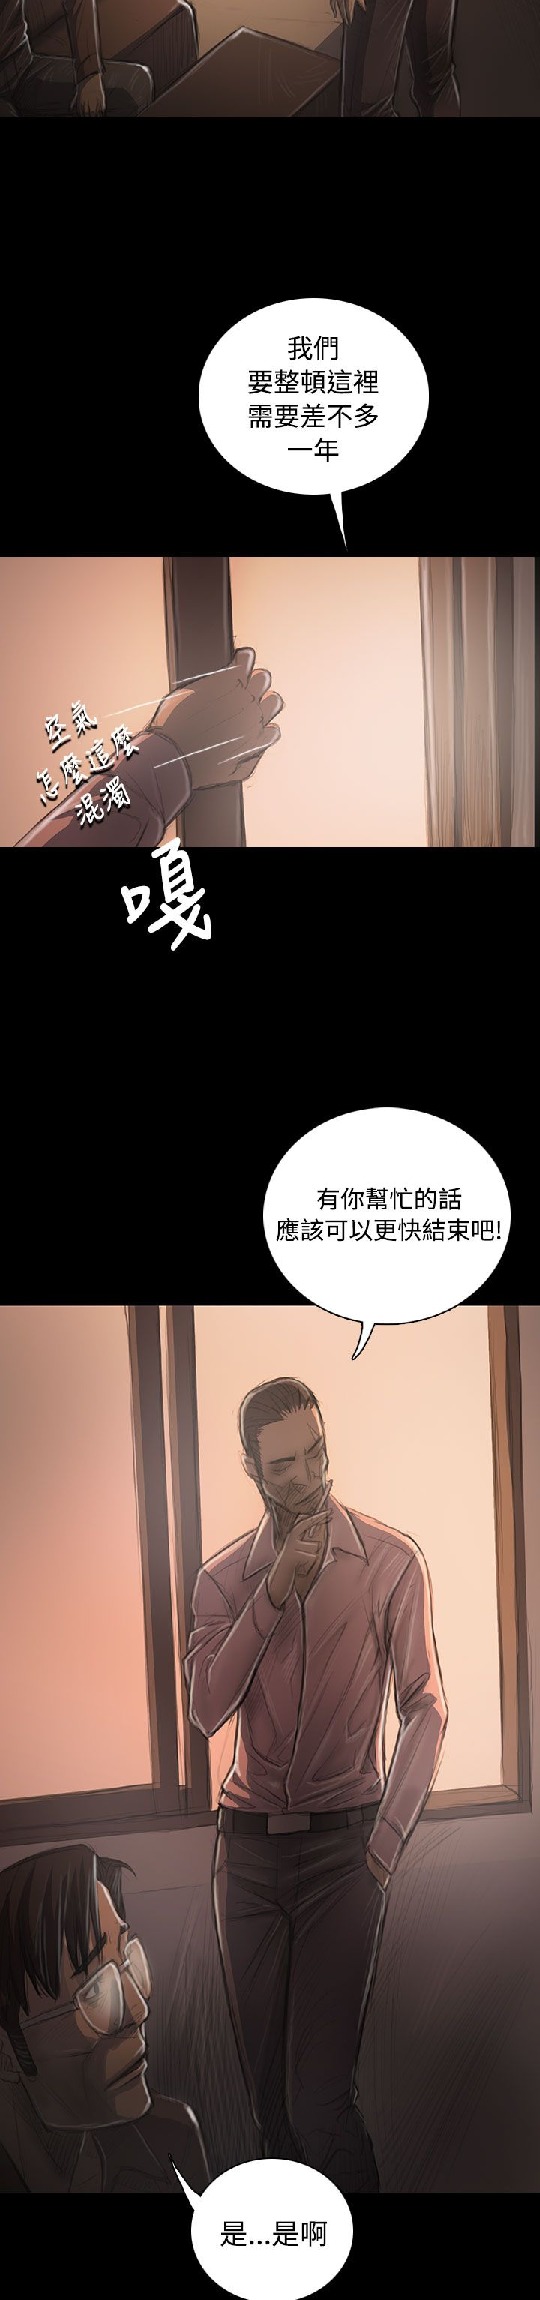 我們
要整頓這裡
需要差不多
一年
空氣
怎麼這麼
混濁
嘎
有你幫忙的話
應該可以更快結束吧!
是...是啊